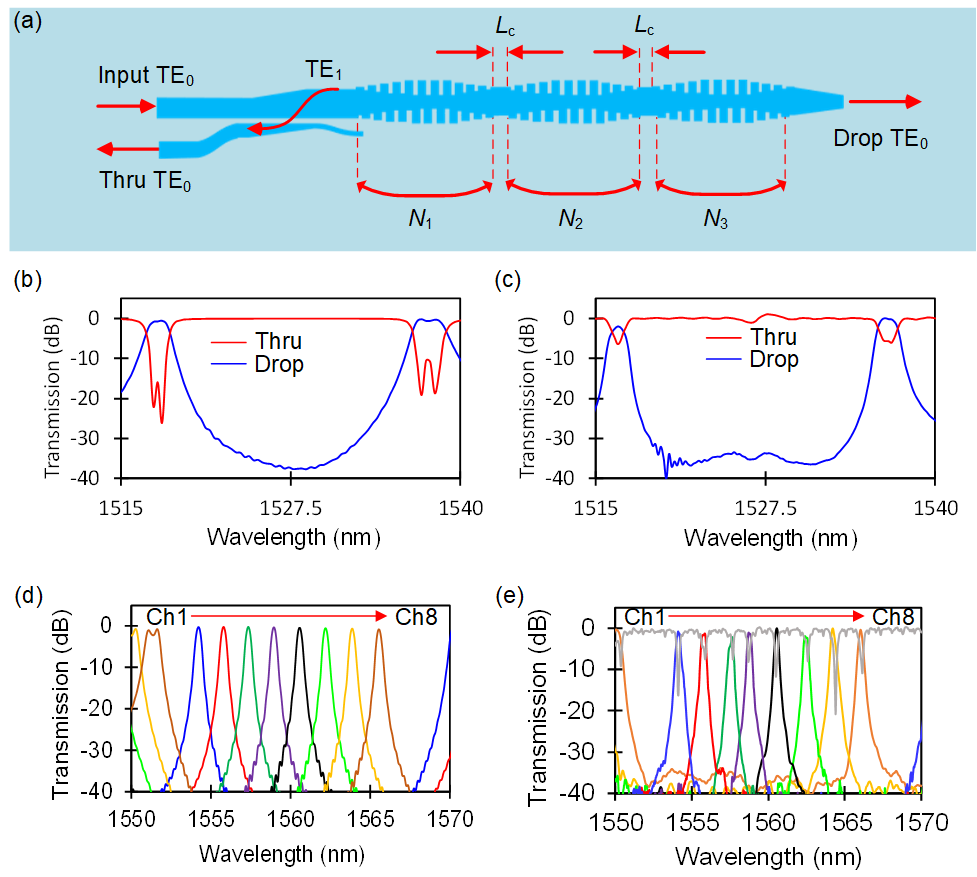 (a)
Lc Lc
Input TE0 TE1
Thru TE0 Drop TE0
N1 N2 N3
(b) (c)
Transmission (dB)
0
-10
-20
-30
-40
Thru
Drop
1515 1527.5 1540
Wavelength (nm)
Transmission (dB)
0
-10
-20
-30
-40
Thru
Drop
1515 1527.5 1540
Wavelength (nm)
(d) (e)
Transmission (dB)
0
-10
-20
-30
-40
Ch1 Ch8
1550 1555 1560 1565 1570
Wavelength (nm)
Transmission (dB)
0
-10
-20
-30
-40
Ch1 Ch8
1550 1555 1560 1565 1570
Wavelength (nm)